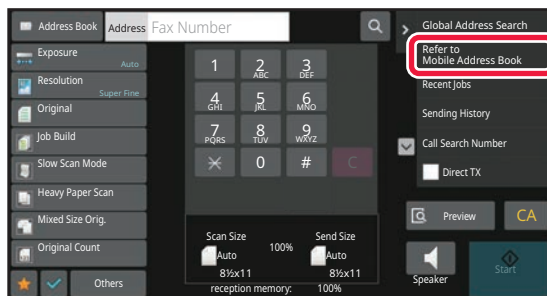 Address Book
Address
Fax Number
Global Address Search
Exposure
Auto
Refer to
Mobile Address Book
Resolution
Super Fine
Recent Jobs
Original
Sending History
Job Build
Call Search Number
Slow Scan Mode
Direct TX
Heavy Paper Scan
Mixed Size Orig.
Original Count
Others
1
2
ABC
3
DEF
4
GHI
5
JKL
6
MNO
7
PQRS
8
TUV
9
WXYZ
0
#
C
Scan Size
Send Size
Auto
100%
Auto
8½x11
8½x11
reception memory: 100%
Preview
CA
Speaker
Start